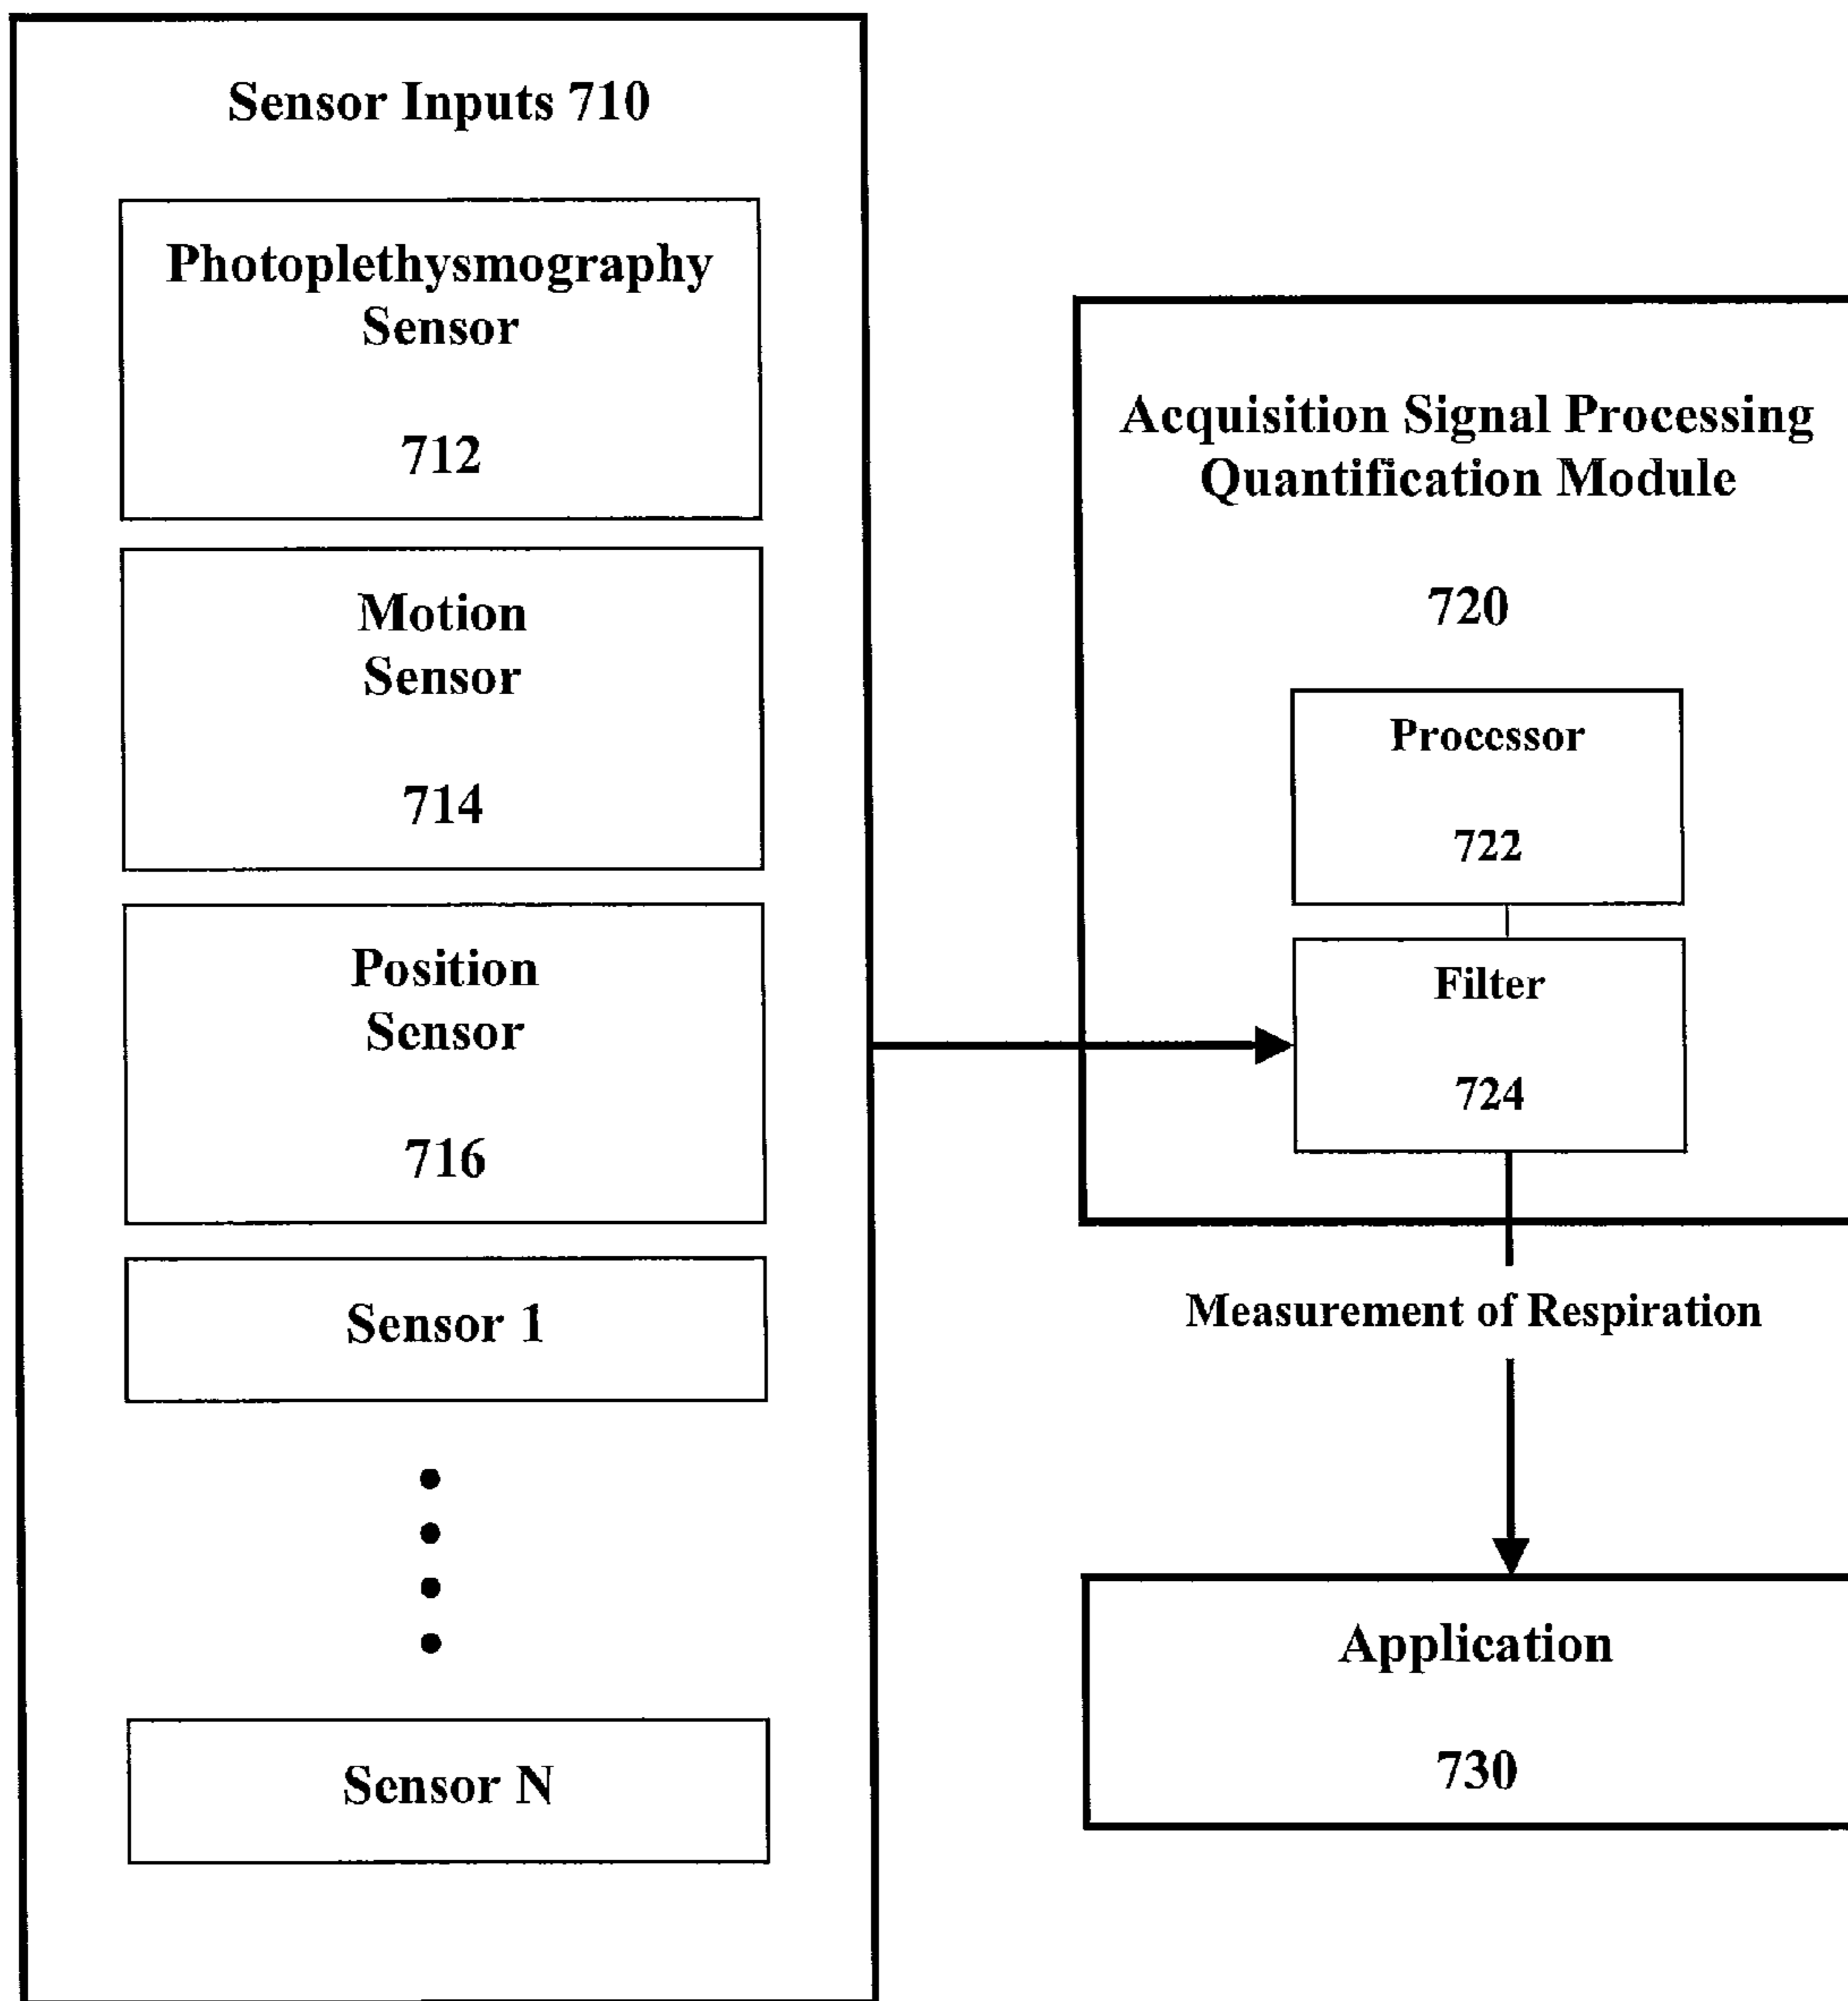 Sensor Inputs 710
Photoplethysmography
Sensor
712
Motion
Sensor
714
Position
Sensor
716
Sensor 1
Sensor N
Acquisition Signal Processing
Quantification Module
720
Processor
722
Filter
724
Measurement of Respiration
Application
730